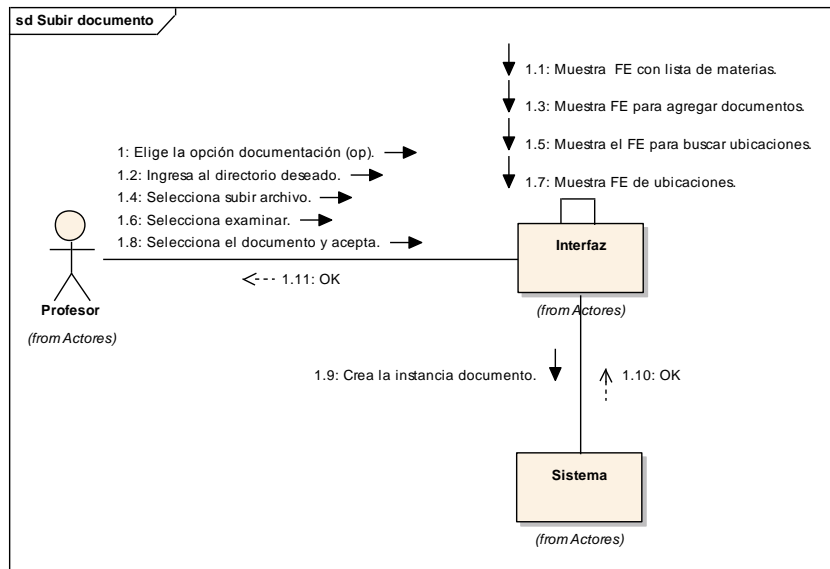 sd Subir documento
1.1: Muestra FE con lista de materias.
1.3: Muestra FE para agregar documentos.
1.5: Muestra el FE para buscar ubicaciones.
1.7: Muestra FE de ubicaciones.
1: Elige la opción documentación (op).
1.2: Ingresa al directorio deseado.
1.4: Selecciona subir archivo.
1.6: Selecciona examinar.
1.8: Selecciona el documento y acepta.
1.11: OK
Profesor
(from Actores)
Interfaz
(from Actores)
1.9: Crea la instancia documento.
1.10: OK
Sistema
(from Actores)